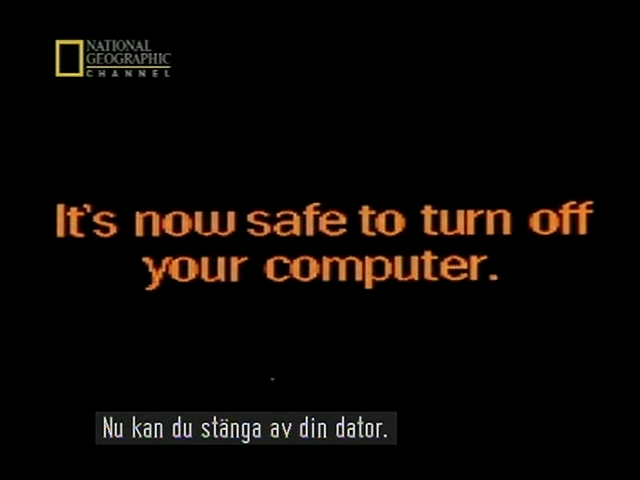 NATIONAL
GEOGRAPHIC
CHANNEL
It's now safe to turn off
your computer.
Nu kan du stänga av din dator.